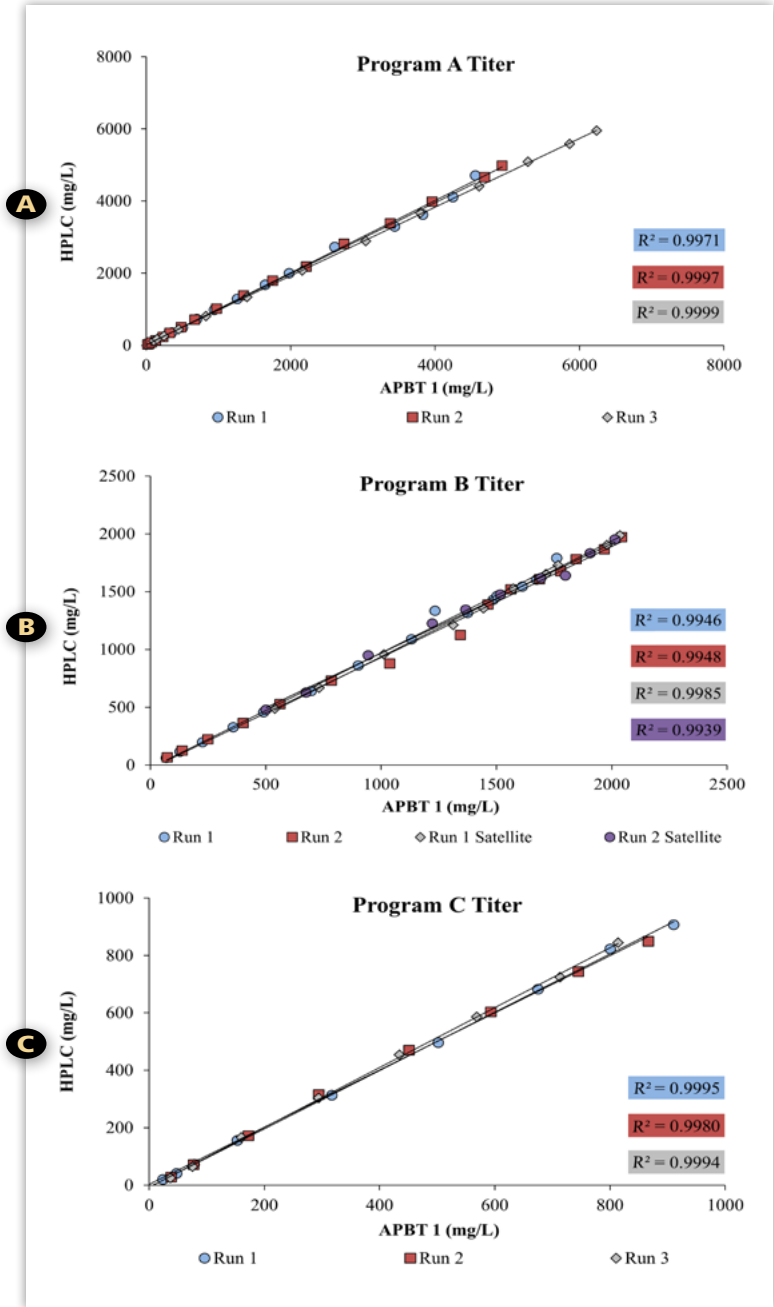 Program A Titer
8000
6000
4000
2000
0
HPLC (mg/L)
A
R² = 0.9971
R² = 0.9997
R² = 0.9999
0 2000 4000 6000 8000
APBT 1 (mg/L)
Run 1 Run 2 Run 3
Program B Titer
2500
2000
1500
1000
500
0
HPLC (mg/L)
B
R² = 0.9946
R² = 0.9948
R² = 0.9985
R² = 0.9939
0 500 1000 1500 2000 2500
APBT 1 (mg/L)
Run 1 Run 2 Run 1 Satellite Run 2 Satellite
Program C Titer
1000
800
600
400
200
0
HPLC (mg/L)
C
R² = 0.9995
R² = 0.9980
R² = 0.9994
0 200 400 600 800 1000
APBT 1 (mg/L)
Run 1 Run 2 Run 3